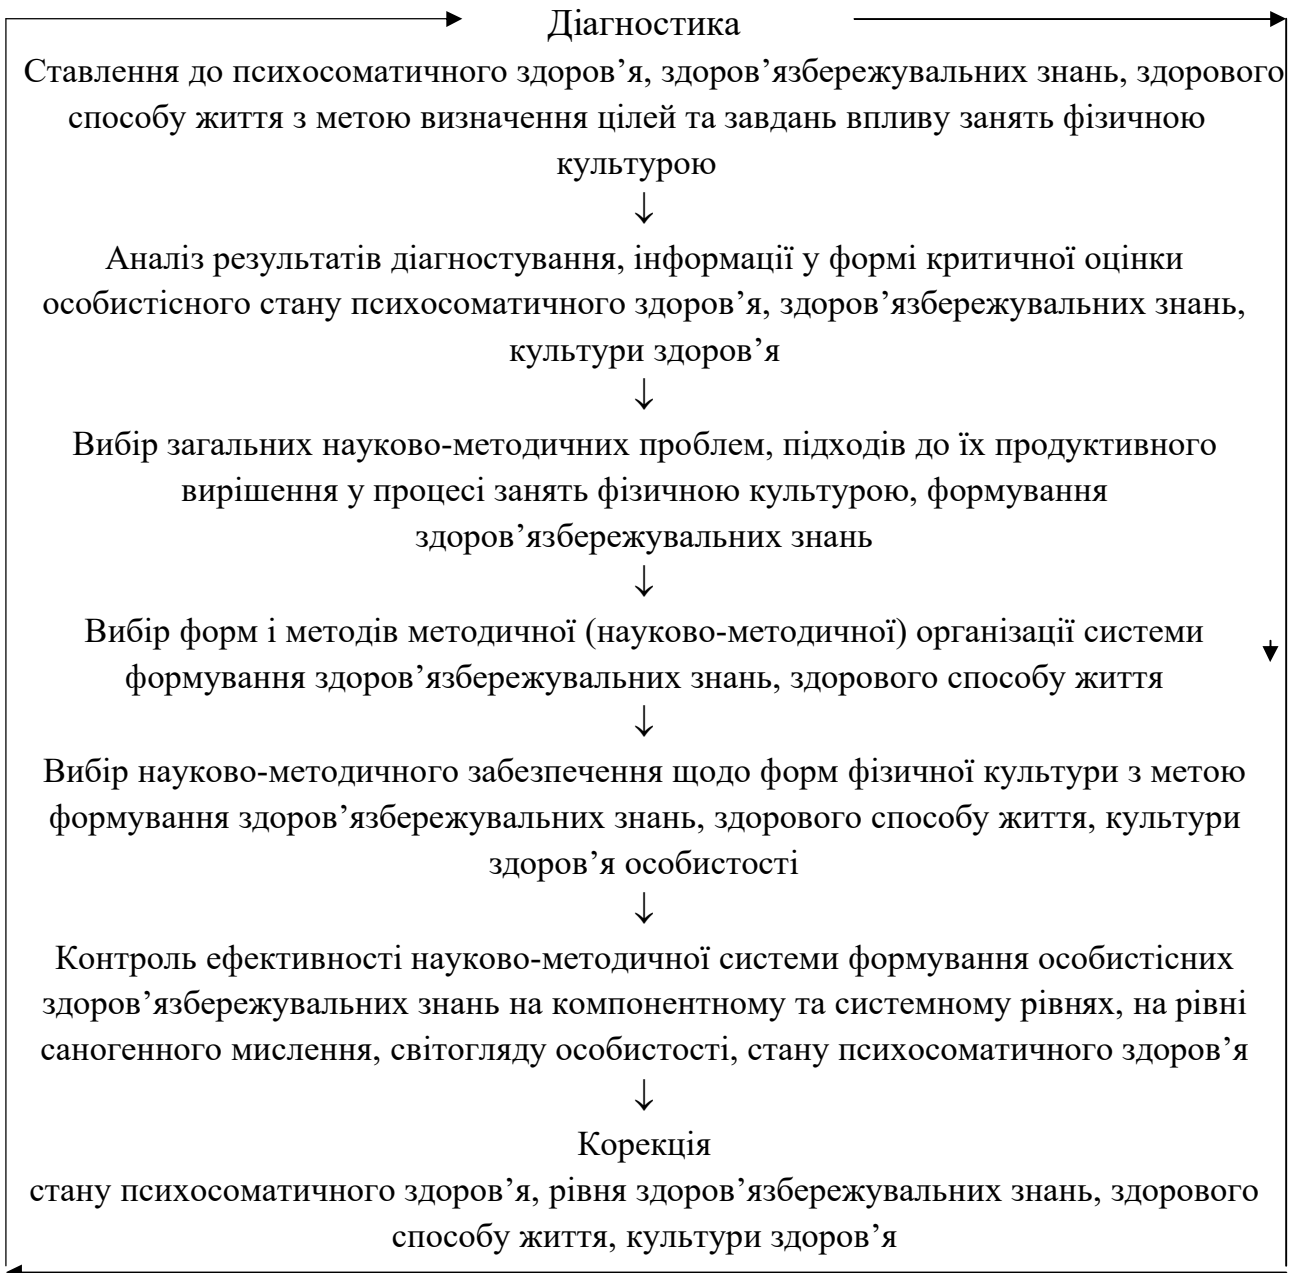 Діагностика
Ставлення до психосоматичного здоров’я, здоров’язбережувальних знань, здорового
способу життя з метою визначення цілей та завдань впливу занять фізичною
культурою
↓
Аналіз результатів діагностування, інформації у формі критичної оцінки
особистісного стану психосоматичного здоров’я, здоров’язбережувальних знань,
культури здоров’я
↓
Вибір загальних науково-методичних проблем, підходів до їх продуктивного
вирішення у процесі занять фізичною культурою, формування
здоров’язбережувальних знань
↓
Вибір форм і методів методичної (науково-методичної) організації системи
формування здоров’язбережувальних знань, здорового способу життя
↓
Вибір науково-методичного забезпечення щодо форм фізичної культури з метою
формування здоров’язбережувальних знань, здорового способу життя, культури
здоров’я особистості
↓
Контроль ефективності науково-методичної системи формування особистісних
здоров’язбережувальних знань на компонентному та системному рівнях, на рівні
саногенного мислення, світогляду особистості, стану психосоматичного здоров’я
↓
Корекція
стану психосоматичного здоров’я, рівня здоров’язбережувальних знань, здорового
способу життя, культури здоров’я